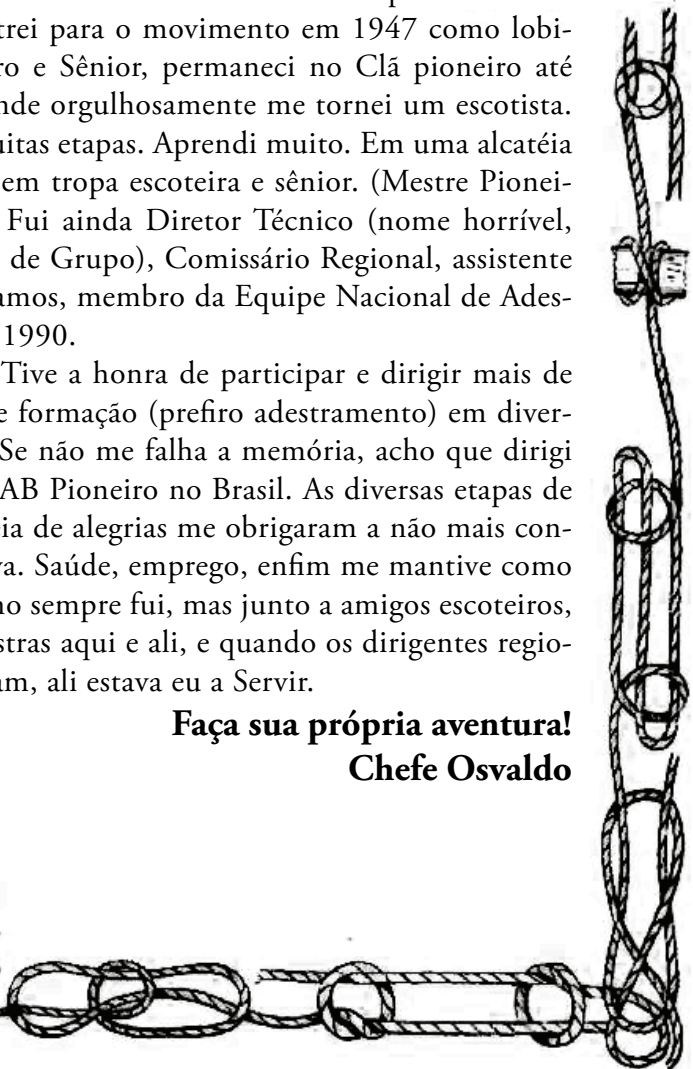 trei para o movimento em 1947 como lobi-
ro e Sênior, permaneci no Clã pioneiro até
nde orgulhosamente me tornei um escotista.
uitas etapas. Aprendi muito. Em uma alcatéia
em tropa escoteira e sênior. (Mestre Pionei-
Fui ainda Diretor Técnico (nome horrível,
de Grupo), Comissário Regional, assistente
amos, membro da Equipe Nacional de Ades-
1990.
Tive a honra de participar e dirigir mais de
e formação (prefiro adestramento) em diver-
Se não me falha a memória, acho que dirigi
AB Pioneiro no Brasil. As diversas etapas de
eia de alegrias me obrigaram a não mais con-
va. Saúde, emprego, enfim me mantive como
no sempre fui, mas junto a amigos escoteiros,
stras aqui e ali, e quando os dirigentes regio-
am, ali estava eu a Servir.
Faça sua própria aventura!
Chefe Osvaldo